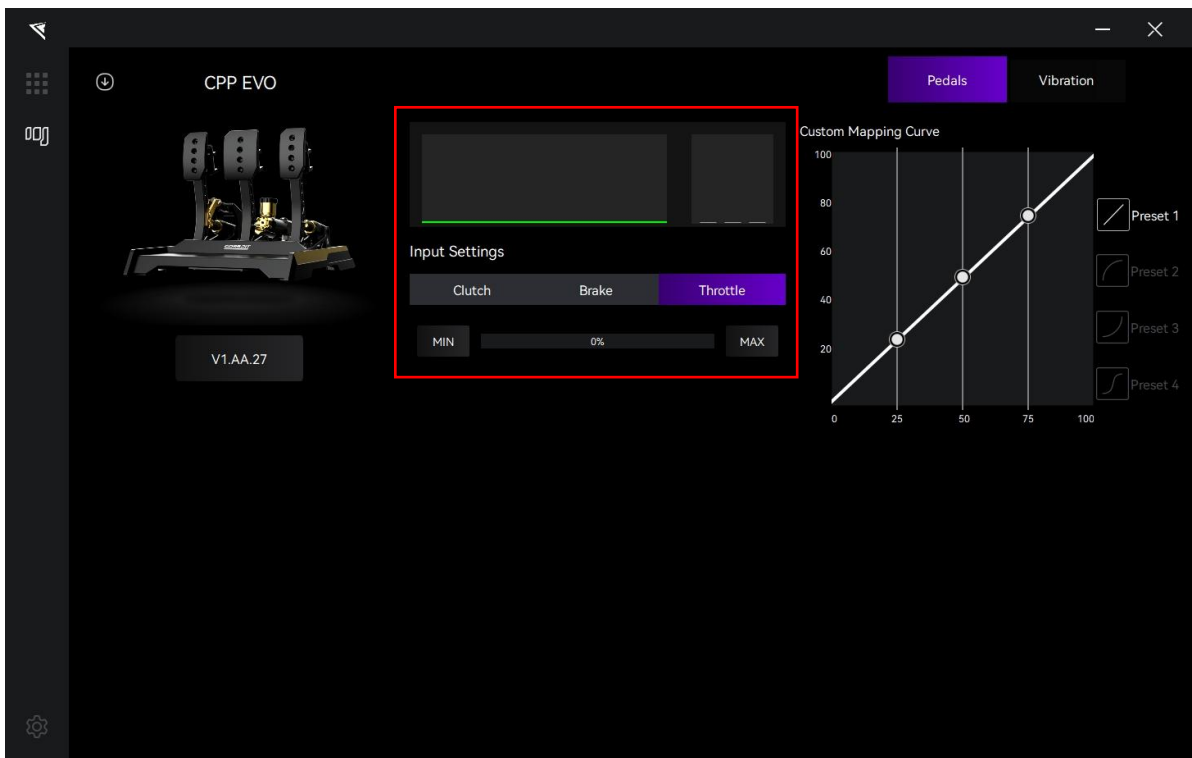 CPP EVO
Pedals
Vibration
V1.AA.27
Input Settings
Clutch Brake Throttle
MIN 0% MAX
Custom Mapping Curve
100
80
60
40
20
0 25 50 75 100
Preset 1
Preset 2
Preset 3
Preset 4